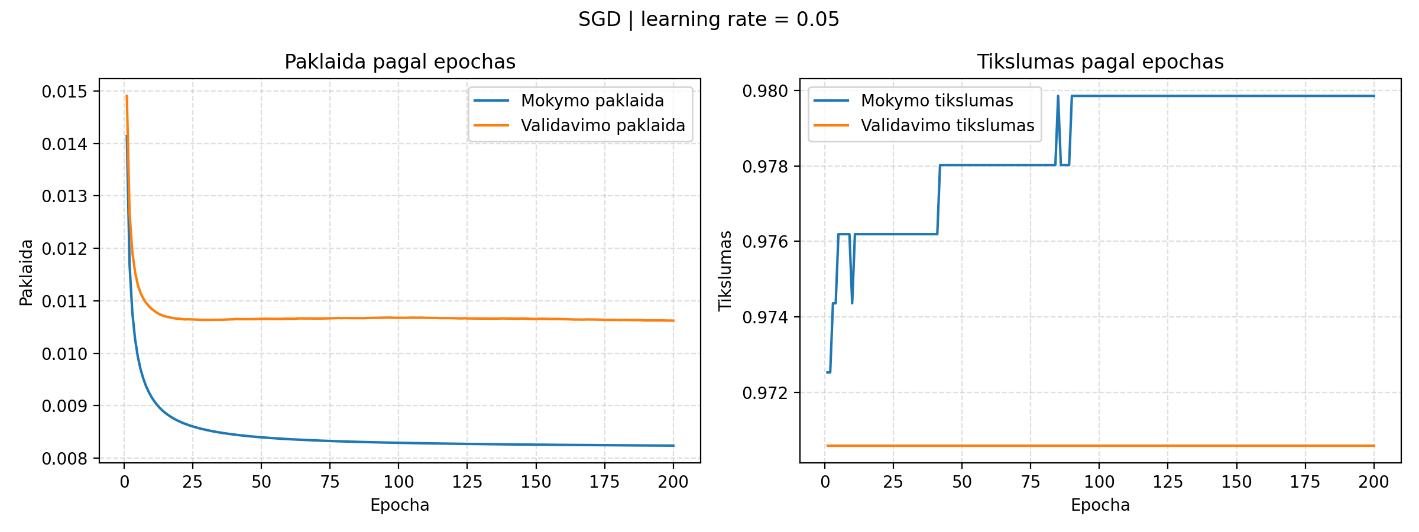 SGD | learning rate = 0.05
Paklaida pagal epochas
Mokymo paklaida
Validavimo paklaida
Paklaida
0.015
0.014
0.013
0.012
0.011
0.010
0.009
0.008
0 25 50 75 100 125 150 175 200
Epocha
Tikslumas pagal epochas
Mokymo tikslumas
Validavimo tikslumas
Tikslumas
0.980
0.978
0.976
0.974
0.972
0 25 50 75 100 125 150 175 200
Epocha